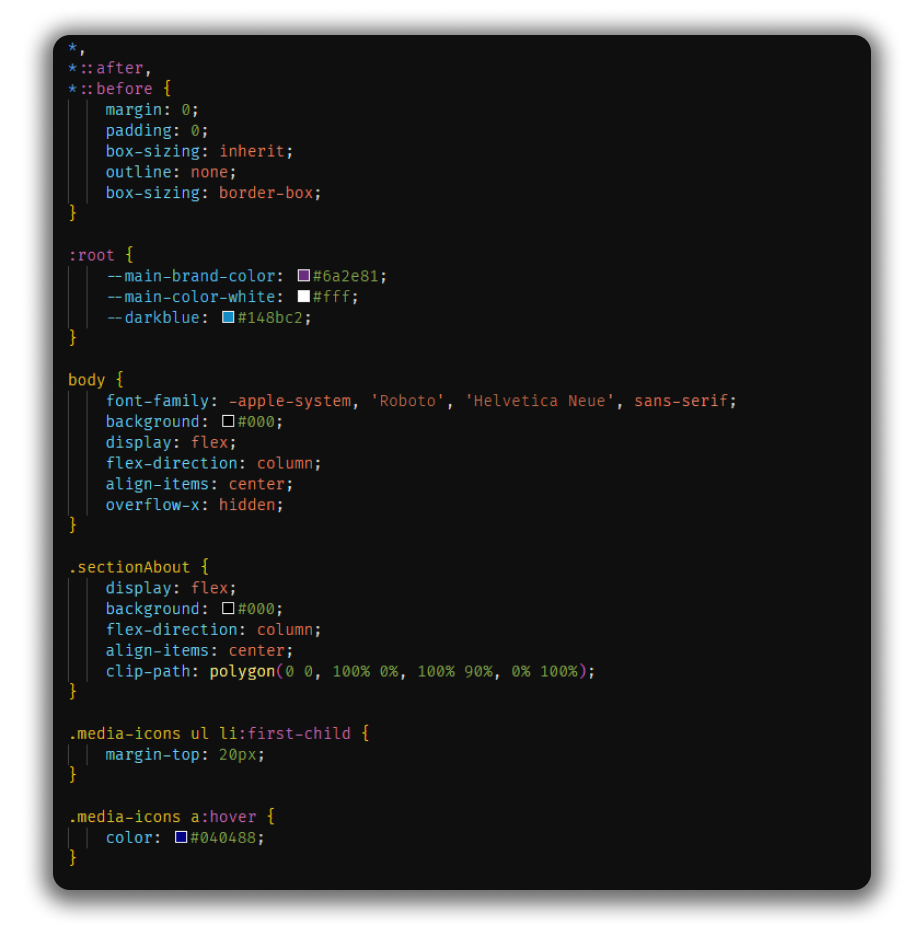 *,
*::after,
*::before {
margin: 0;
padding: 0;
box-sizing: inherit;
outline: none;
box-sizing: border-box;
}
:root {
--main-brand-color: #6a2e81;
--main-color-white: #fff;
--darkblue: #148bc2;
}
body {
font-family: -apple-system, 'Roboto', 'Helvetica Neue', sans-serif;
background: #000;
display: flex;
flex-direction: column;
align-items: center;
overflow-x: hidden;
}
.sectionAbout {
display: flex;
background: #000;
flex-direction: column;
align-items: center;
clip-path: polygon(0 0, 100% 0%, 100% 90%, 0% 100%);
}
.media-icons ul li:first-child {
margin-top: 20px;
}
.media-icons a:hover {
color: #040488;
}